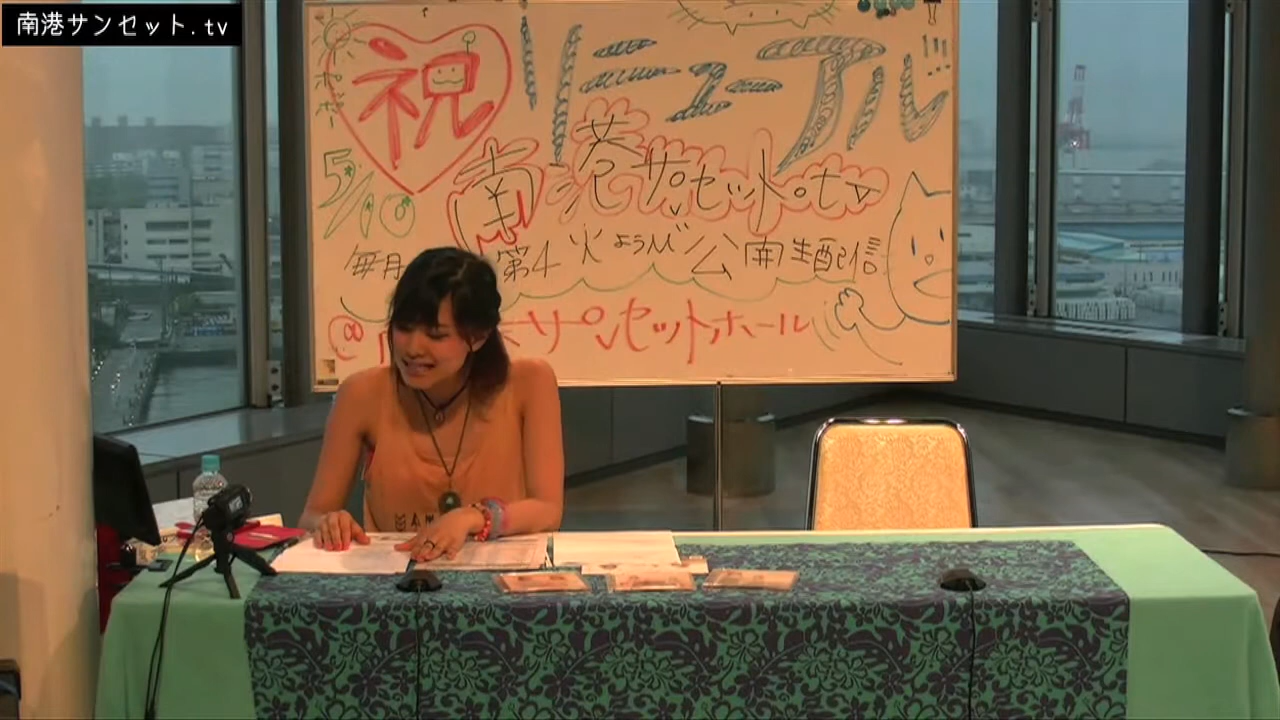 南港サンセット.tv
祝 リニューアル!!!
5/10
南港サンセット.tv
毎月 第4火ようび 公開生配信
@ サンセットホール